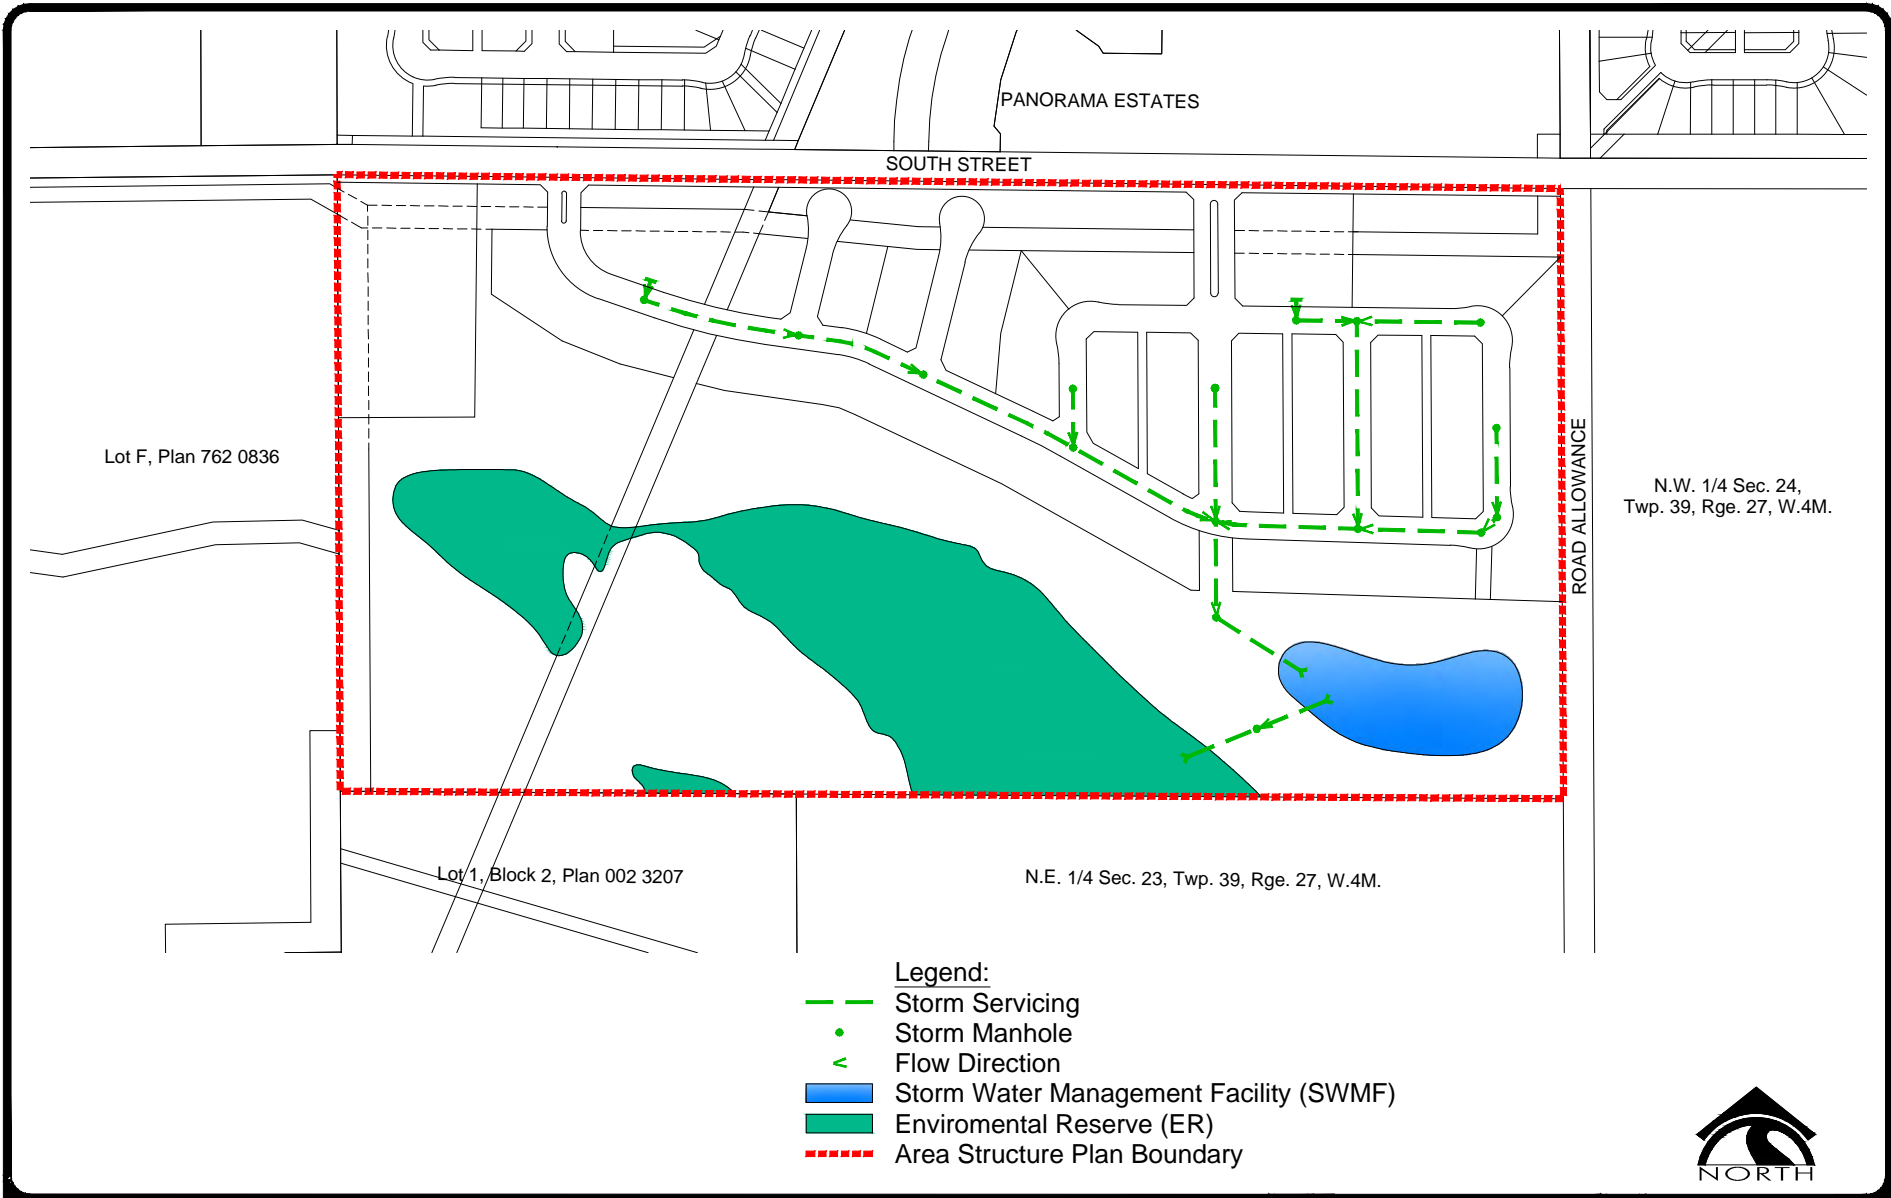 PANORAMA ESTATES
SOUTH STREET
Lot F, Plan 762 0836
ROAD ALLOWANCE
N.W. 1/4 Sec. 24,
Twp. 39, Rge. 27, W.4M.
Lot 1, Block 2, Plan 002 3207
N.E. 1/4 Sec. 23, Twp. 39, Rge. 27, W.4M.
Legend:
Storm Servicing
Storm Manhole
Flow Direction
Storm Water Management Facility (SWMF)
Enviromental Reserve (ER)
Area Structure Plan Boundary
NORTH